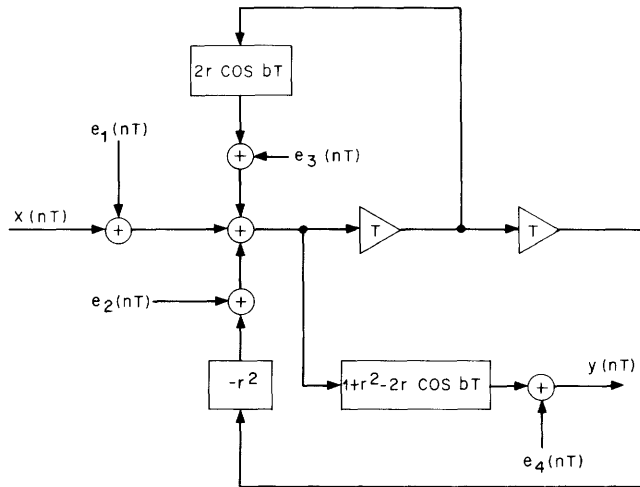 2r COS bT
e₁(nT)
e₃(nT)
X(nT)
+
+
+
T
T
e₂(nT)
+
-r²
1+r²-2r COS bT
+
y(nT)
e₄(nT)